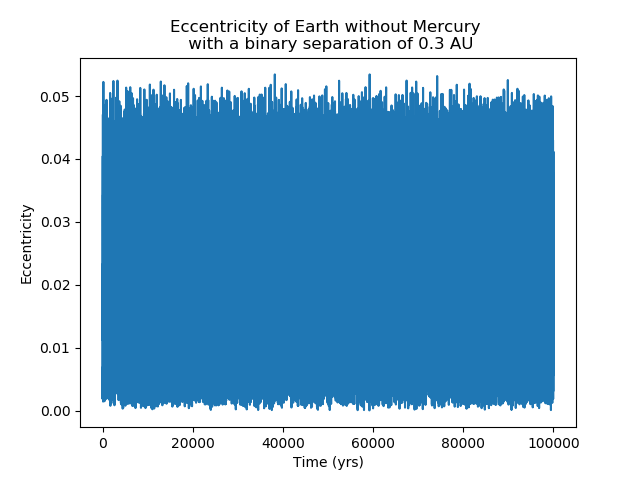 Eccentricity of Earth without Mercury
with a binary separation of 0.3 AU
0.05
0.04
0.03
0.02
0.01
0.00
Eccentricity
0 20000 40000 60000 80000 100000
Time (yrs)